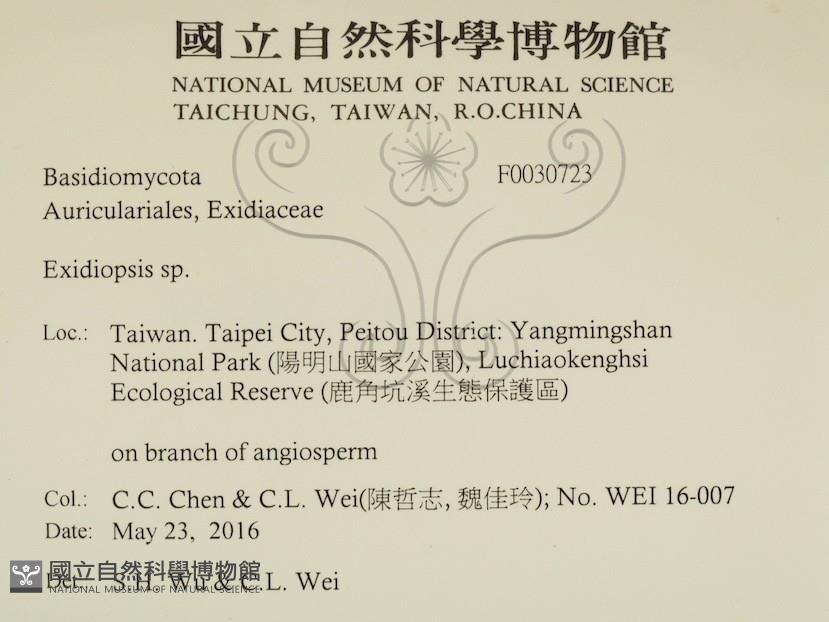 國立自然科學博物館
NATIONAL MUSEUM OF NATURAL SCIENCE
TAICHUNG, TAIWAN, R.O.CHINA
Basidiomycota F0030723
Auriculariales, Exidiaceae
Exidiopsis sp.
Loc.: Taiwan. Taipei City, Peitou District: Yangmingshan
National Park (陽明山國家公園), Luchiaokenghsi
Ecological Reserve (鹿角坑溪生態保護區)
on branch of angiosperm
Col.: C.C. Chen & C.L. Wei(陳哲志, 魏佳玲); No. WEI 16-007
Date: May 23, 2016
Det.: S.H. Wu & C.L. Wei
國立自然科學博物館
NATIONAL MUSEUM OF NATURAL SCIENCE